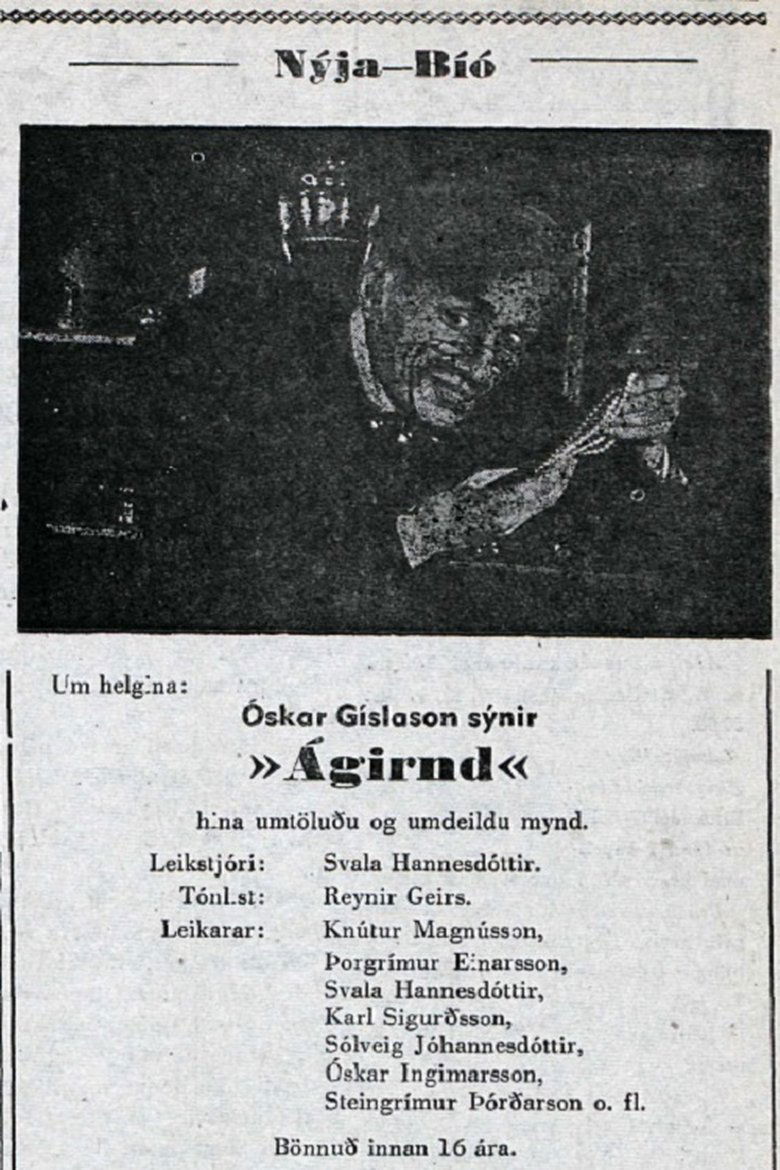 Nýja—Bíó
Um helgina:
Óskar Gíslason sýnir
»Ágirnd«
hina umtöluðu og umdeildu mynd.
Leikstjóri: Svala Hannesdóttir.
Tónlist: Reynir Geirs.
Leikarar: Knútur Magnússon,
Þorgrímur Einarsson,
Svala Hannesdóttir,
Karl Sigurðsson,
Sólveig Jóhannesdóttir,
Óskar Ingimarsson,
Steingrímur Þórðarson o. fl.
Bönnuð innan 16 ára.